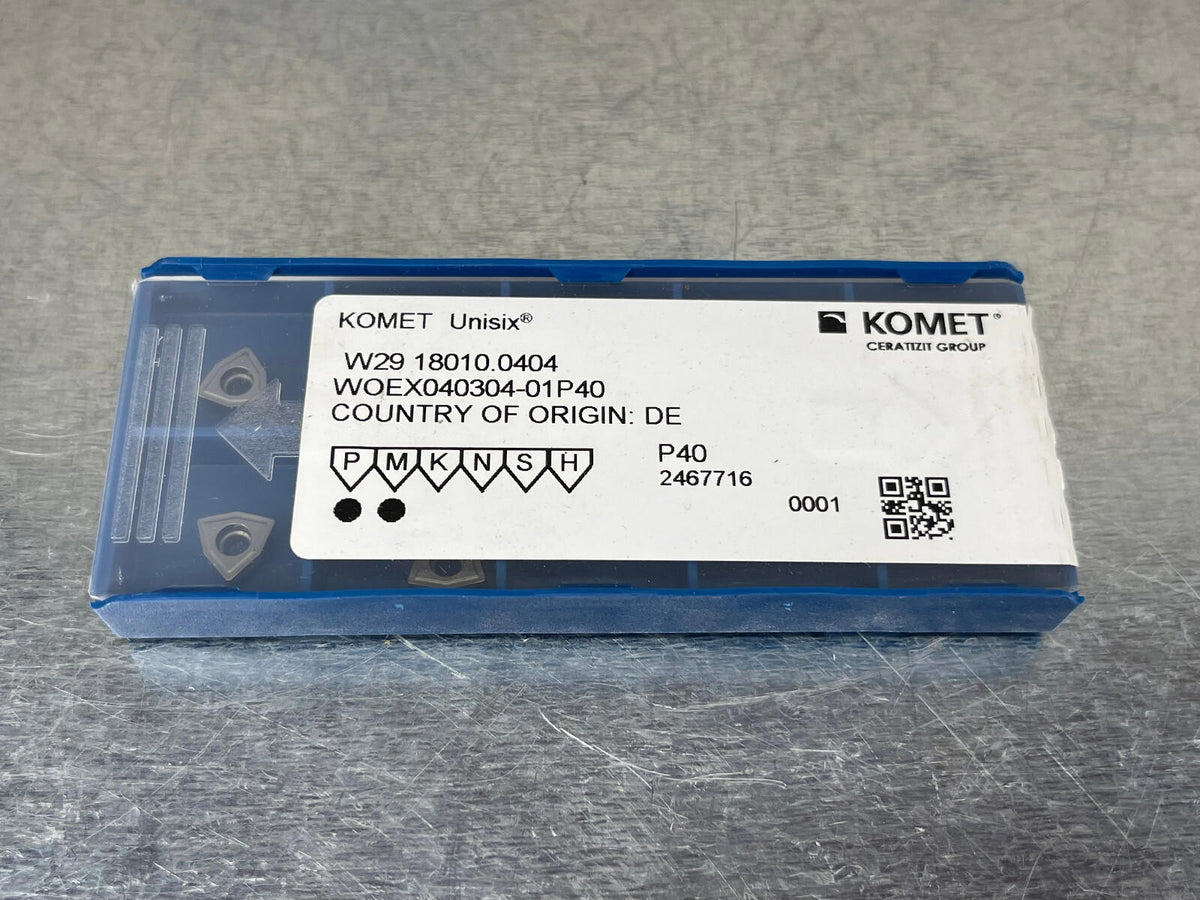 KOMET Unisix®
KOMET®
CERATIZIT GROUP
W29 18010.0404
WOEX040304-01P40
COUNTRY OF ORIGIN: DE
P M K N S H
P40
2467716
0001